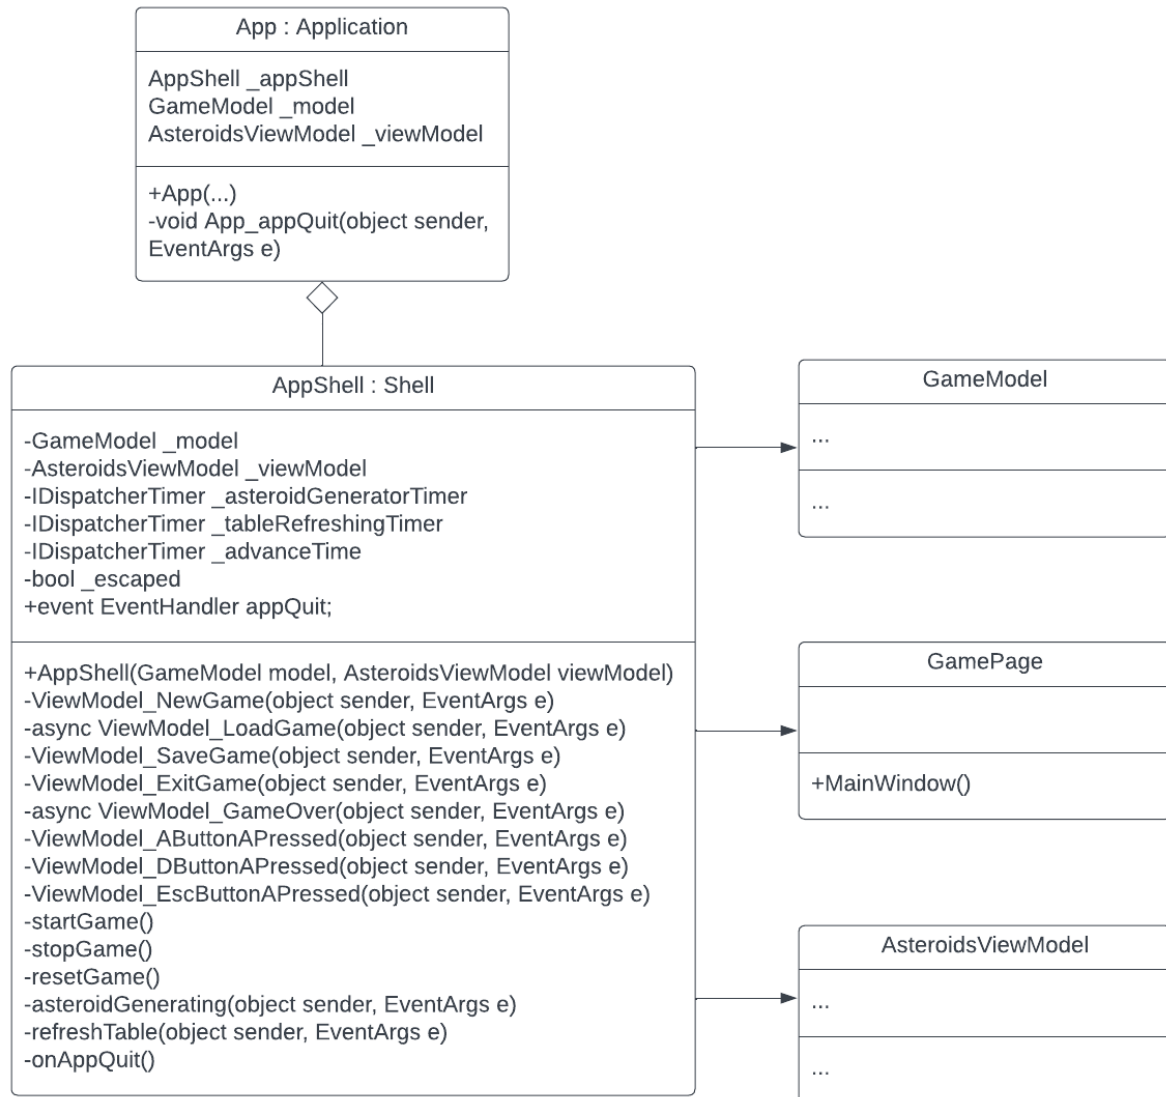 App : Application
AppShell _appShell
GameModel _model
AsteroidsViewModel _viewModel
+App(...)
-void App_appQuit(object sender,
EventArgs e)
AppShell : Shell
-GameModel _model
-AsteroidsViewModel _viewModel
-IDispatcherTimer _asteroidGeneratorTimer
-IDispatcherTimer _tableRefreshingTimer
-IDispatcherTimer _advanceTime
-bool _escaped
+event EventHandler appQuit;
+AppShell(GameModel model, AsteroidsViewModel viewModel)
-ViewModel_NewGame(object sender, EventArgs e)
-async ViewModel_LoadGame(object sender, EventArgs e)
-ViewModel_SaveGame(object sender, EventArgs e)
-ViewModel_ExitGame(object sender, EventArgs e)
-async ViewModel_GameOver(object sender, EventArgs e)
-ViewModel_AButtonAPressed(object sender, EventArgs e)
-ViewModel_DButtonAPressed(object sender, EventArgs e)
-ViewModel_EscButtonAPressed(object sender, EventArgs e)
-startGame()
-stopGame()
-resetGame()
-asteroidGenerating(object sender, EventArgs e)
-refreshTable(object sender, EventArgs e)
-onAppQuit()
GameModel
...
...
GamePage
+MainWindow()
AsteroidsViewModel
...
...